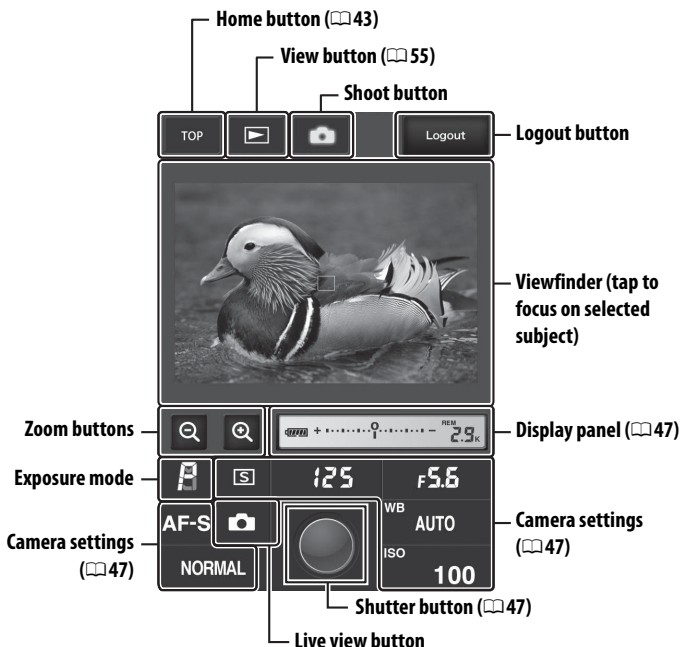 Home button (📖43)
View button (📖55)
Shoot button
TOP
Logout
Logout button
Viewfinder (tap to
focus on selected
subject)
Zoom buttons
+ 0 −
REM
2.9K
Display panel (📖47)
Exposure mode
P
S
125
F5.6
AF-S
WB
AUTO
Camera settings
(📖47)
Camera settings
(📖47)
NORMAL
ISO
100
Shutter button (📖47)
Live view button